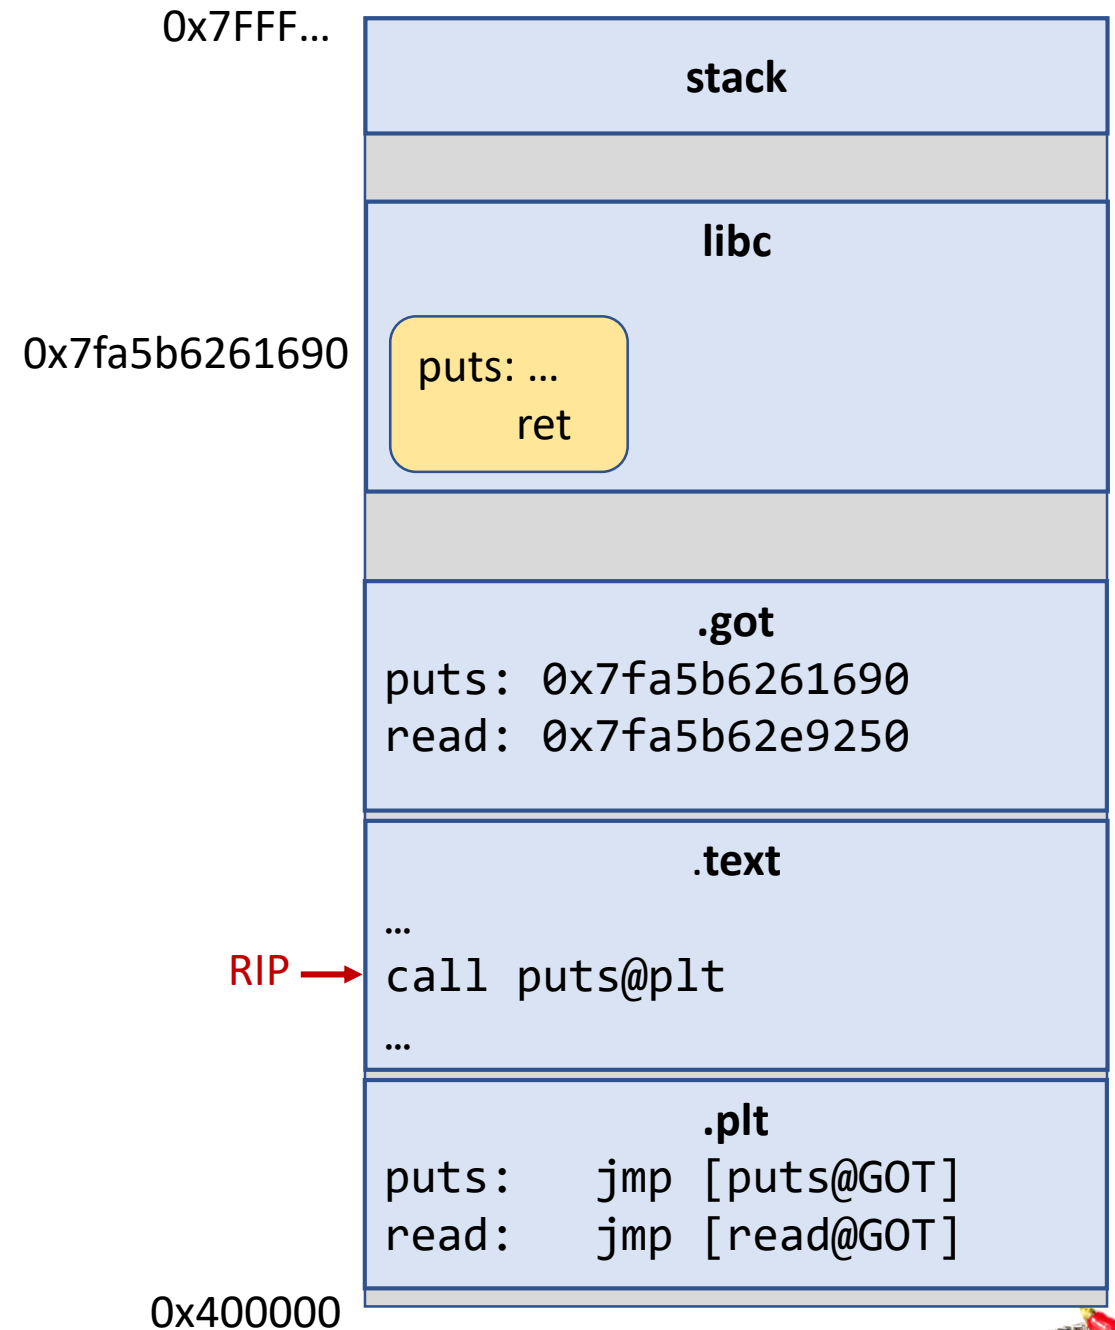 0x7FFF…
stack
libc
0x7fa5b6261690
puts: …
ret
.got
puts: 0x7fa5b6261690
read: 0x7fa5b62e9250
.text
…
RIP
call puts@plt
…
.plt
puts:   jmp [puts@GOT]
read:   jmp [read@GOT]
0x400000